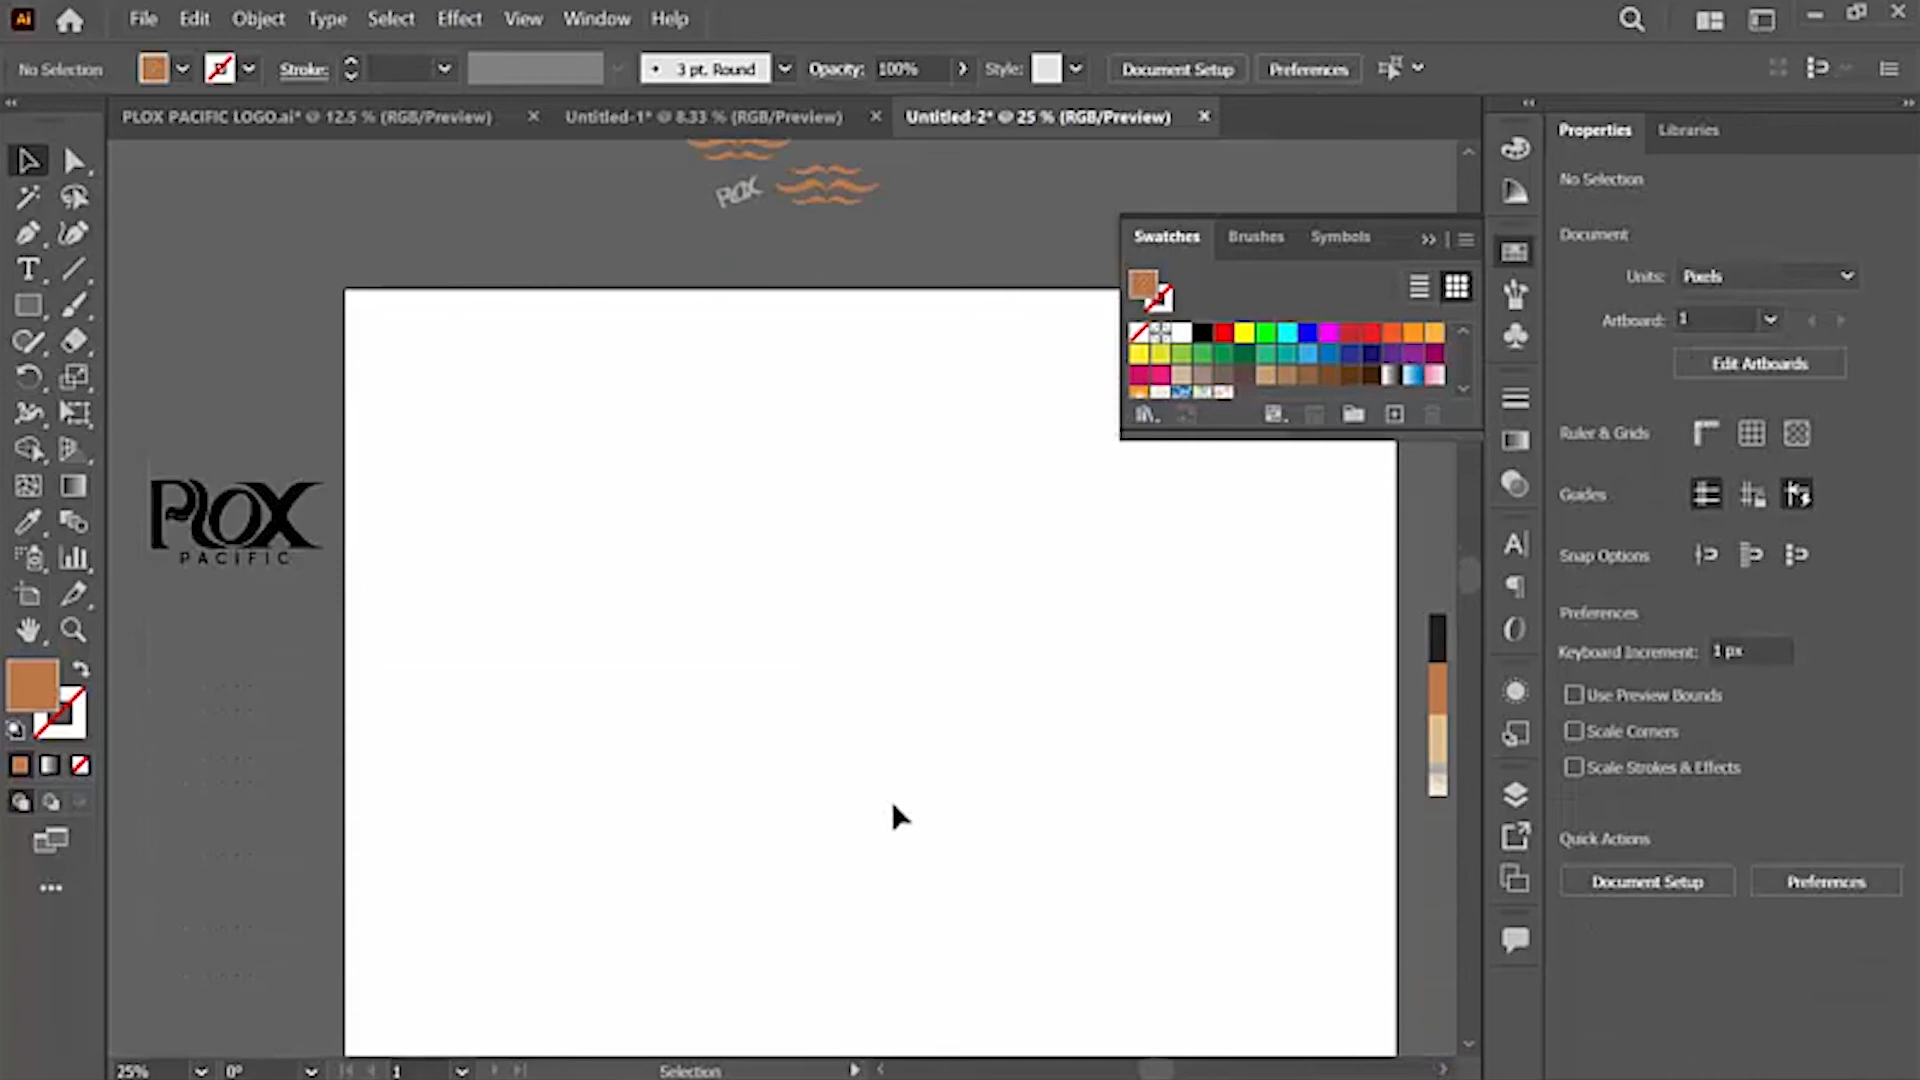 Ai File Edit Object Type Select Effect View Window Help
No Selection Stroke: 3 pt. Round Opacity: 100% Style: Document Setup Preferences
PLOX PACIFIC LOGO.ai* @ 12.5 % (RGB/Preview) Untitled-1* @ 8.33 % (RGB/Preview) Untitled-2* @ 25 % (RGB/Preview)
Properties Libraries
No Selection
PLOX
Document
Swatches Brushes Symbols
Units: Pixels
Artboard: 1
Edit Artboards
Ruler & Grids
Guides
PLOX
PACIFIC
Snap Options
Preferences
Keyboard Increment: 1 px
Use Preview Bounds
Scale Corners
Scale Strokes & Effects
Quick Actions
Document Setup Preferences
25% 0° 1 Selection